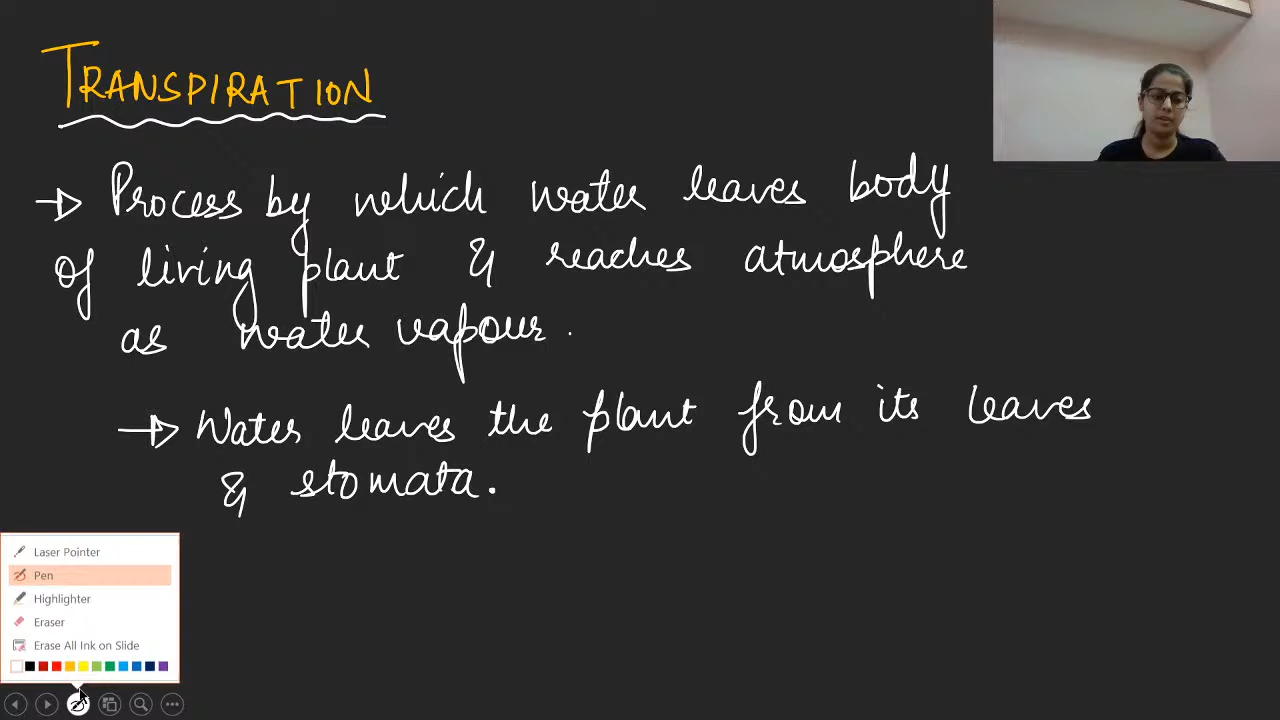 TRANSPIRATION
→ Process by which water leaves body
of living plant & reaches atmosphere
as water vapour.
→ Water leaves the plant from its leaves
& stomata.
Laser Pointer
Pen
Highlighter
Eraser
Erase All Ink on Slide